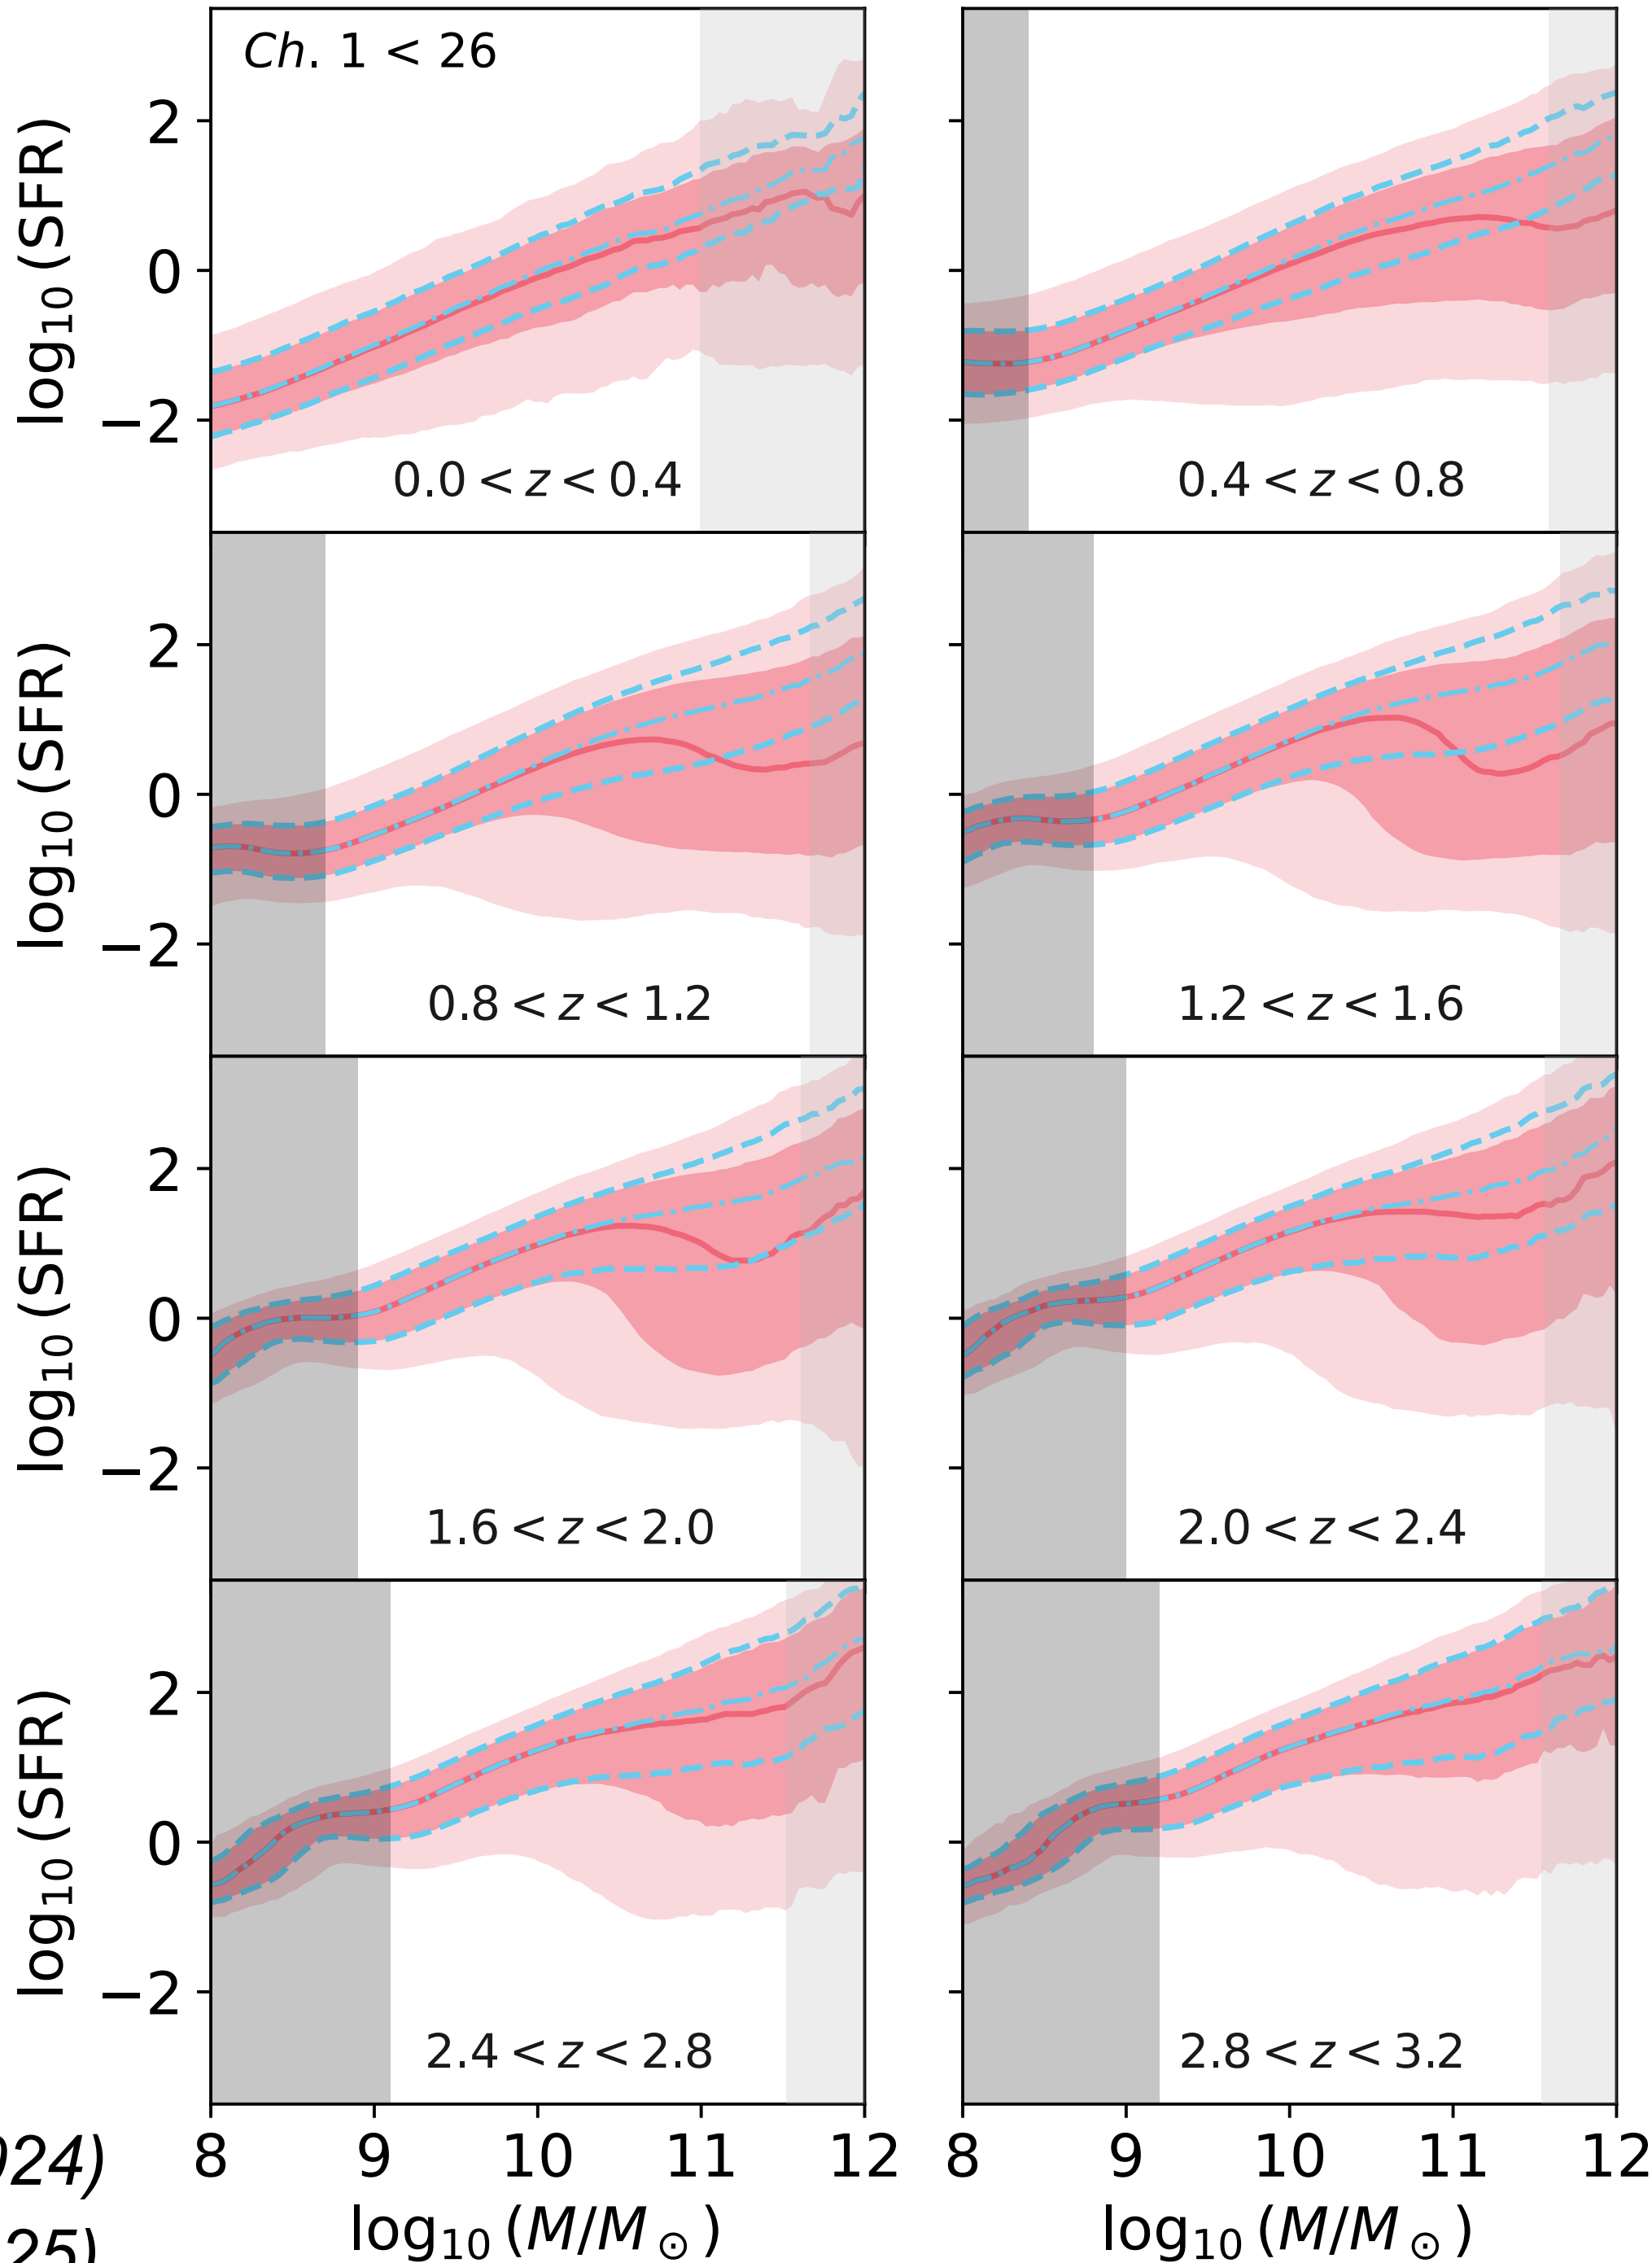 Ch. 1 < 26
log₁₀ (SFR)
2
0
−2
0.0 < z < 0.4
0.4 < z < 0.8
log₁₀ (SFR)
2
0
−2
0.8 < z < 1.2
1.2 < z < 1.6
log₁₀ (SFR)
2
0
−2
1.6 < z < 2.0
2.0 < z < 2.4
log₁₀ (SFR)
2
0
−2
2.4 < z < 2.8
2.8 < z < 3.2
8 9 10 11 12
8 9 10 11 12
log₁₀ (M/M⊙)
log₁₀ (M/M⊙)
924)
25)